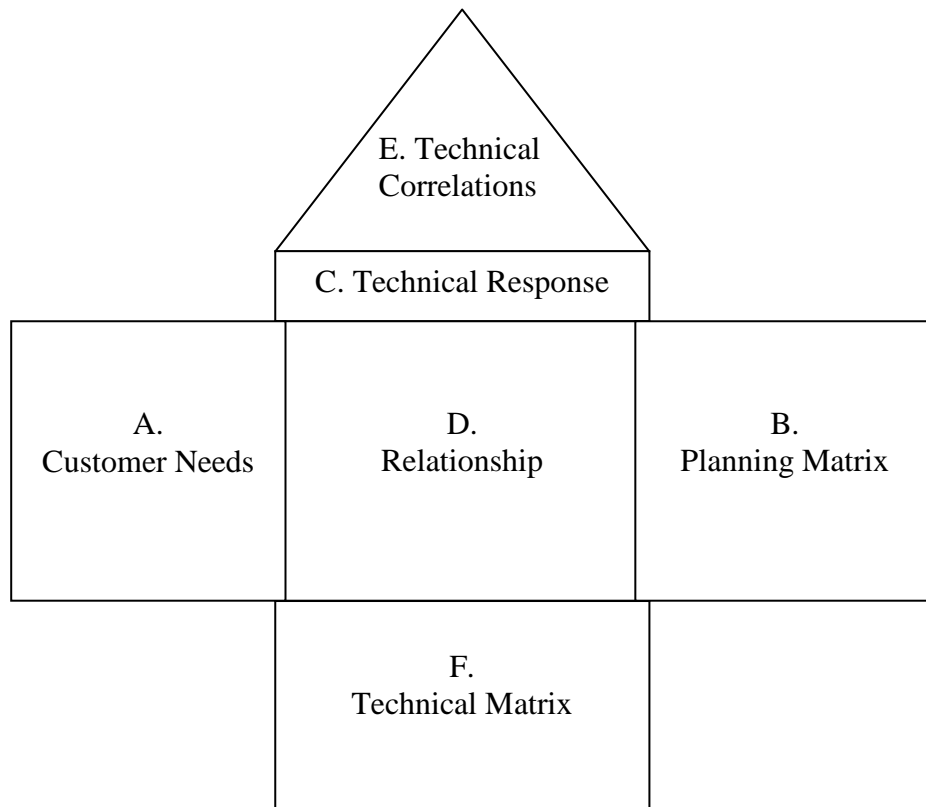 E. Technical
Correlations
C. Technical Response
A.
Customer Needs
D.
Relationship
B.
Planning Matrix
F.
Technical Matrix